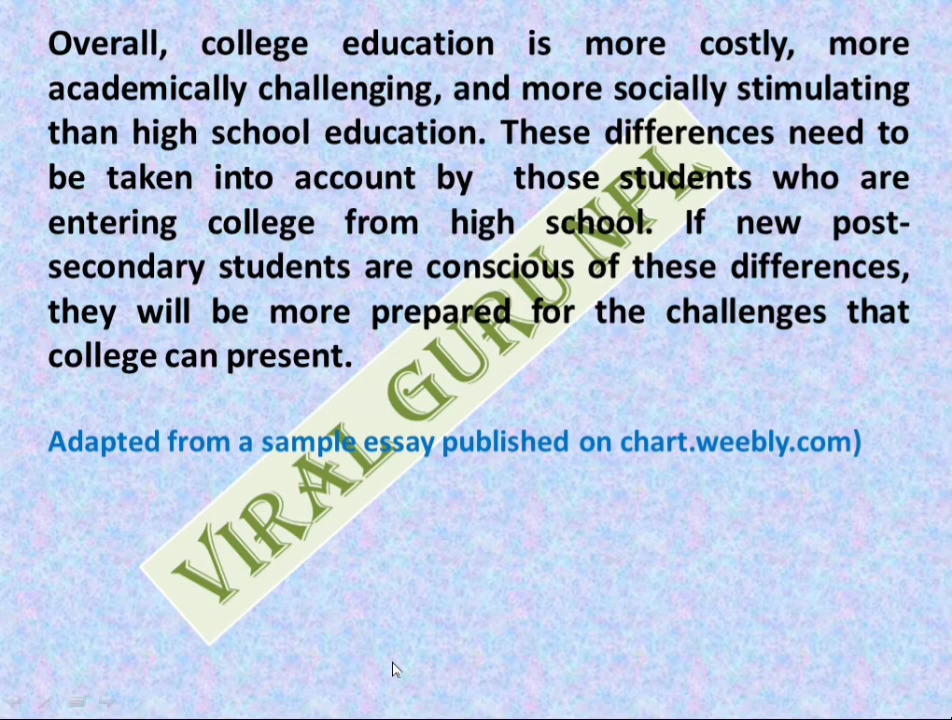 Overall, college education is more costly, more
academically challenging, and more socially stimulating
than high school education. These differences need to
be taken into account by those students who are
entering college from high school. If new post-
secondary students are conscious of these differences,
they will be more prepared for the challenges that
college can present.
Adapted from a sample essay published on chart.weebly.com)
VIRAL GURU NPL